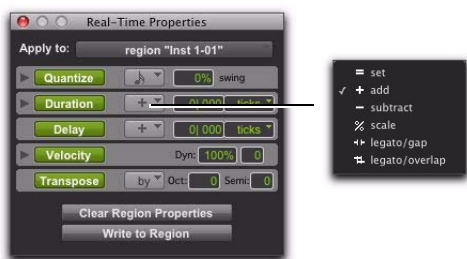 Real-Time Properties
Apply to: region "Inst 1-01"
Quantize 0% swing
Duration + 0| 000 ticks
Delay + 0| 000 ticks
Velocity Dyn: 100% 0
Transpose by Oct: 0 Semi: 0
Clear Region Properties
Write to Region
= set
✓ + add
− subtract
% scale
legato/gap
legato/overlap